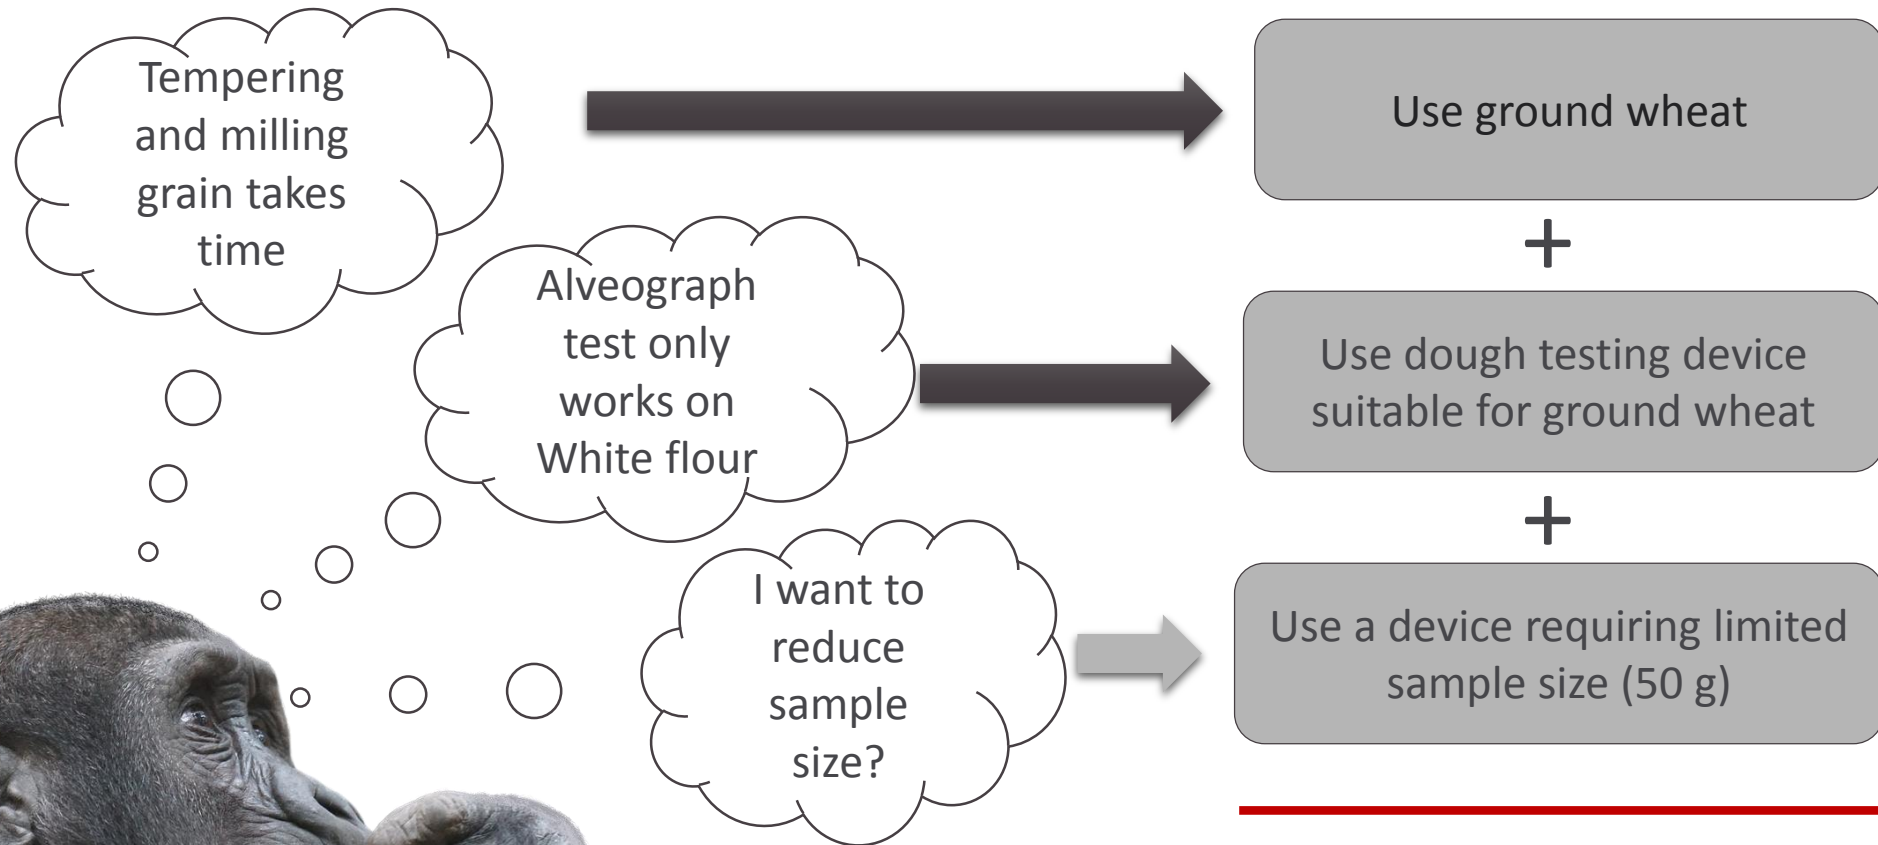 Tempering
and milling
grain takes
time
Use ground wheat
+
Alveograph
test only
works on
White flour
Use dough testing device
suitable for ground wheat
+
I want to
reduce
sample
size?
Use a device requiring limited
sample size (50 g)